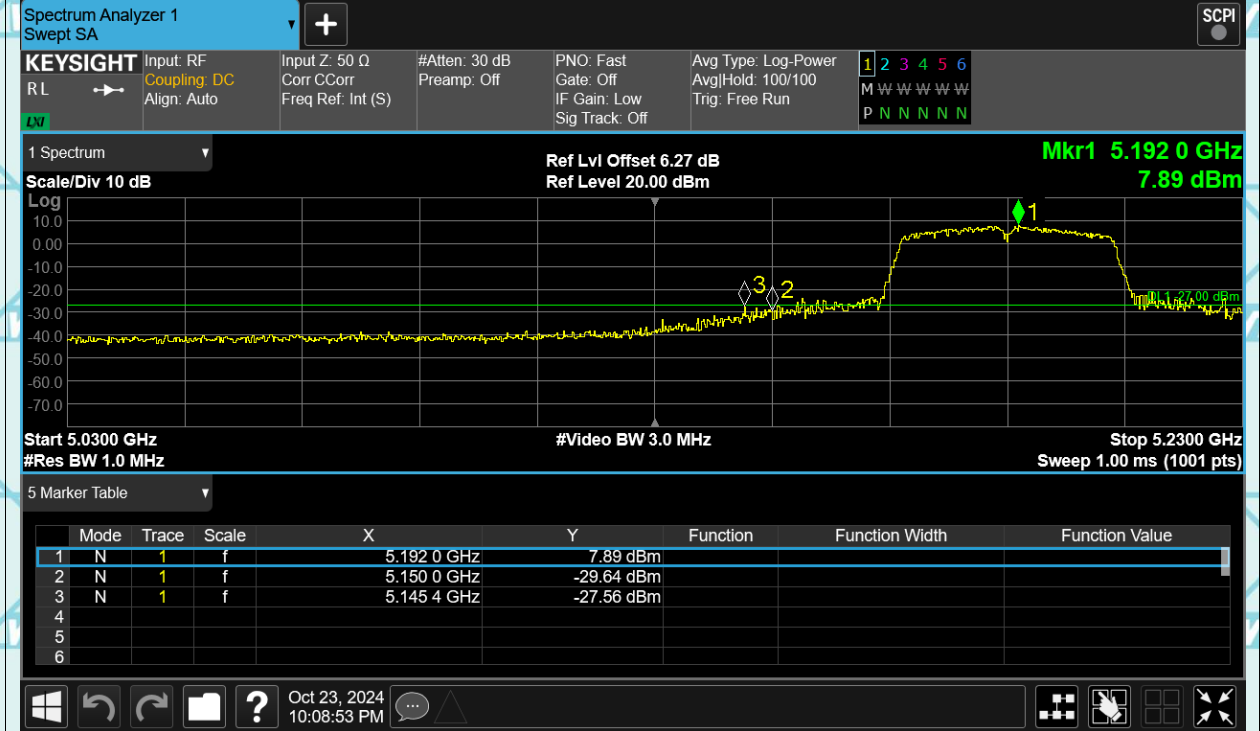 Spectrum Analyzer 1
Swept SA
+
SCPI
KEYSIGHT
RL
LXI
Input: RF
Coupling: DC
Align: Auto
Input Z: 50 Ω
Corr CCorr
Freq Ref: Int (S)
#Atten: 30 dB
Preamp: Off
PNO: Fast
Gate: Off
IF Gain: Low
Sig Track: Off
Avg Type: Log-Power
Avg|Hold: 100/100
Trig: Free Run
1 2 3 4 5 6
M W W W W W
P N N N N N
1 Spectrum
Scale/Div 10 dB
Ref Lvl Offset 6.27 dB
Ref Level 20.00 dBm
Mkr1 5.192 0 GHz
7.89 dBm
Log
10.0
0.00
-10.0
-20.0
-30.0
-40.0
-50.0
-60.0
-70.0
1
3
2
DL1 -27.00 dBm
Start 5.0300 GHz
#Video BW 3.0 MHz
Stop 5.2300 GHz
#Res BW 1.0 MHz
Sweep 1.00 ms (1001 pts)
5 Marker Table
Mode Trace Scale X Y Function Function Width Function Value
1 N 1 f 5.192 0 GHz 7.89 dBm
2 N 1 f 5.150 0 GHz -29.64 dBm
3 N 1 f 5.145 4 GHz -27.56 dBm
4
5
6
?
Oct 23, 2024
10:08:53 PM